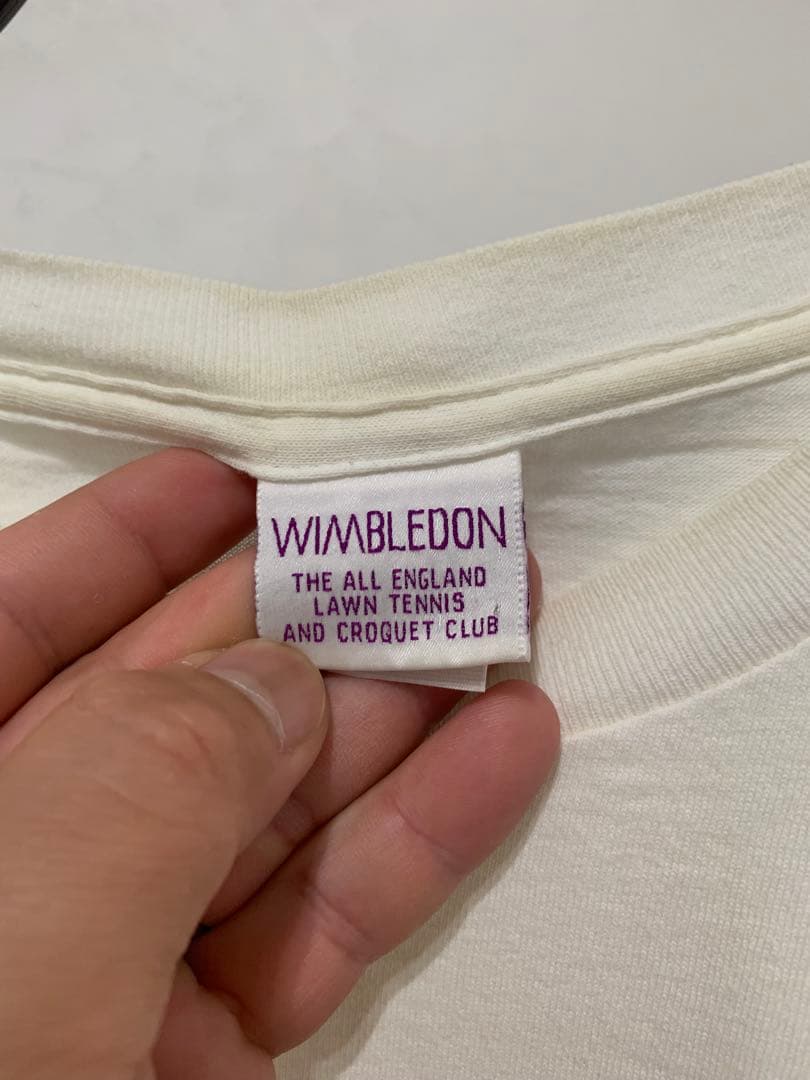 WIMBLEDON
THE ALL ENGLAND
LAWN TENNIS
AND CROQUET CLUB